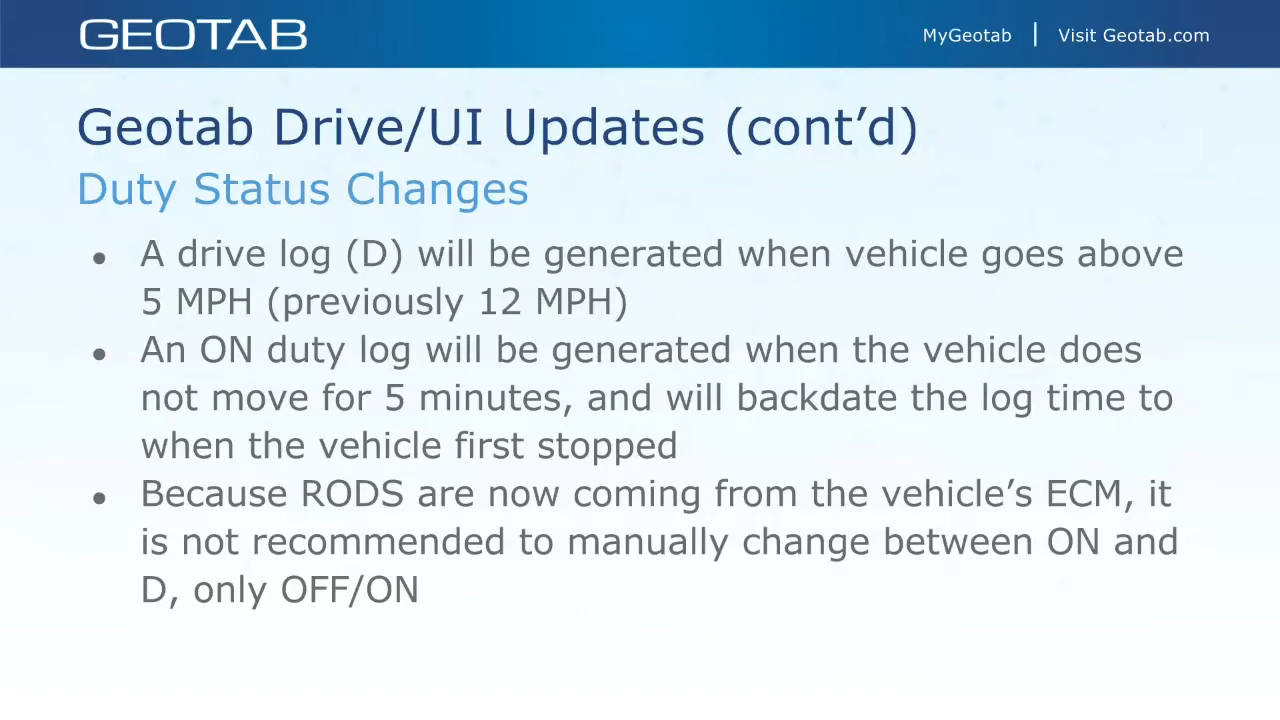 GEOTAB
MyGeotab | Visit Geotab.com
Geotab Drive/UI Updates (cont’d)
Duty Status Changes
● A drive log (D) will be generated when vehicle goes above
5 MPH (previously 12 MPH)
● An ON duty log will be generated when the vehicle does
not move for 5 minutes, and will backdate the log time to
when the vehicle first stopped
● Because RODS are now coming from the vehicle’s ECM, it
is not recommended to manually change between ON and
D, only OFF/ON